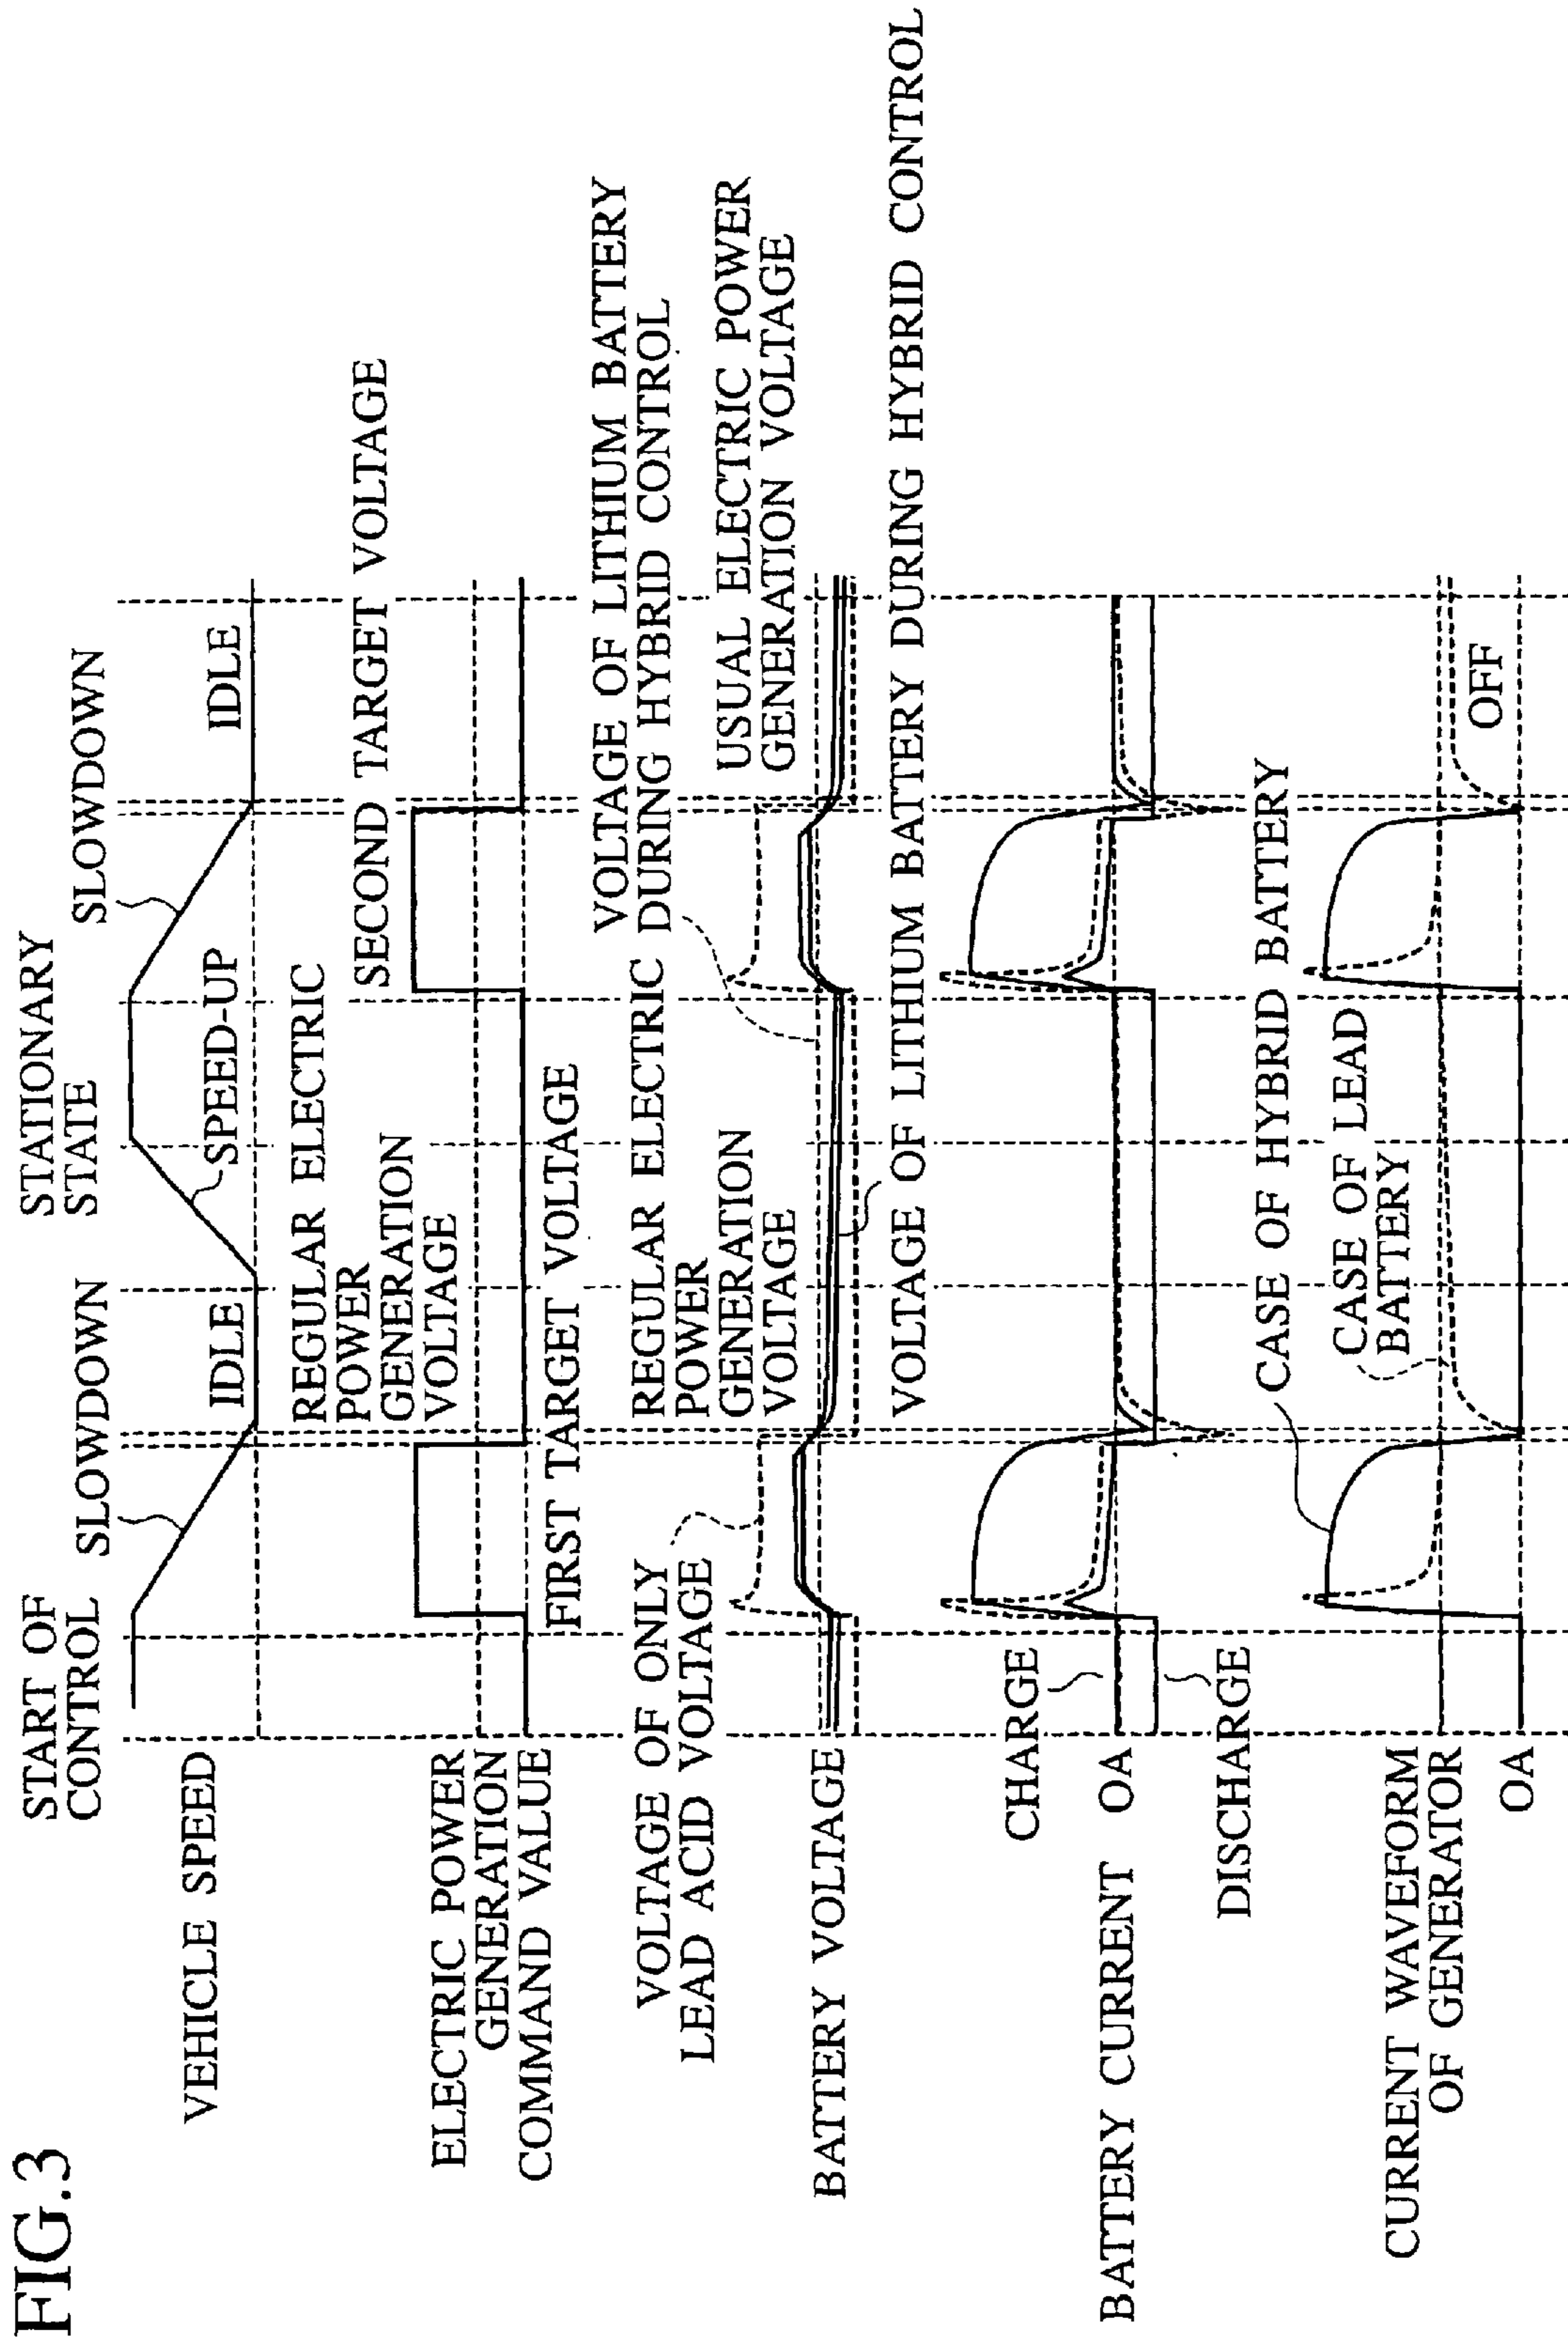 FIG.3
START OF
CONTROL
SLOWDOWN
STATIONARY
STATE
SLOWDOWN
VEHICLE SPEED
IDLE
SPEED-UP
IDLE
REGULAR ELECTRIC
POWER
GENERATION
VOLTAGE
SECOND TARGET VOLTAGE
ELECTRIC POWER
GENERATION
COMMAND VALUE
FIRST TARGET VOLTAGE
VOLTAGE OF ONLY
LEAD ACID VOLTAGE
REGULAR ELECTRIC
POWER
GENERATION
VOLTAGE
VOLTAGE OF LITHIUM BATTERY
DURING HYBRID CONTROL
USUAL ELECTRIC POWER
GENERATION VOLTAGE
BATTERY VOLTAGE
VOLTAGE OF LITHIUM BATTERY DURING HYBRID CONTROL
CHARGE
BATTERY CURRENT OA
DISCHARGE
CASE OF HYBRID BATTERY
CASE OF LEAD
BATTERY
CURRENT WAVEFORM
OF GENERATOR
OA
OFF